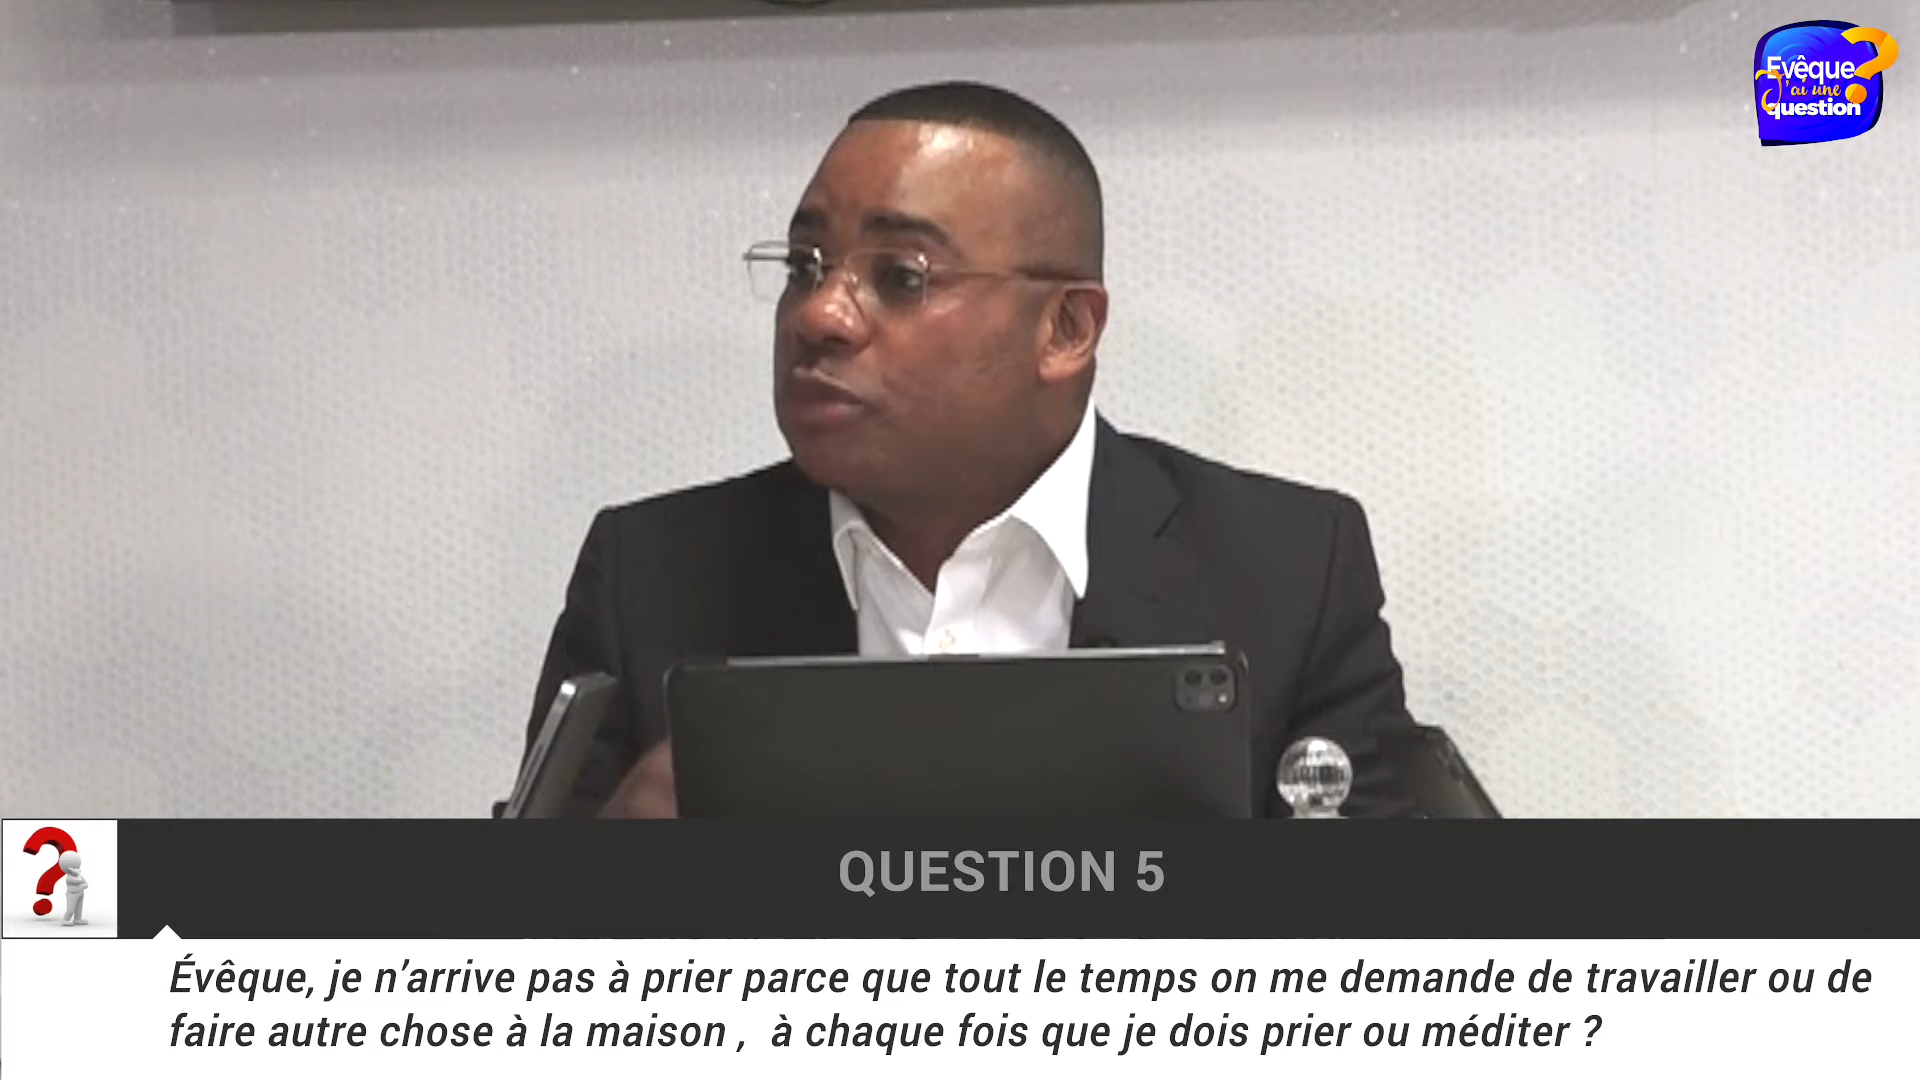 Evêque
J'ai une
question
?
QUESTION 5
Évêque, je n’arrive pas à prier parce que tout le temps on me demande de travailler ou de
faire autre chose à la maison ,  à chaque fois que je dois prier ou méditer ?